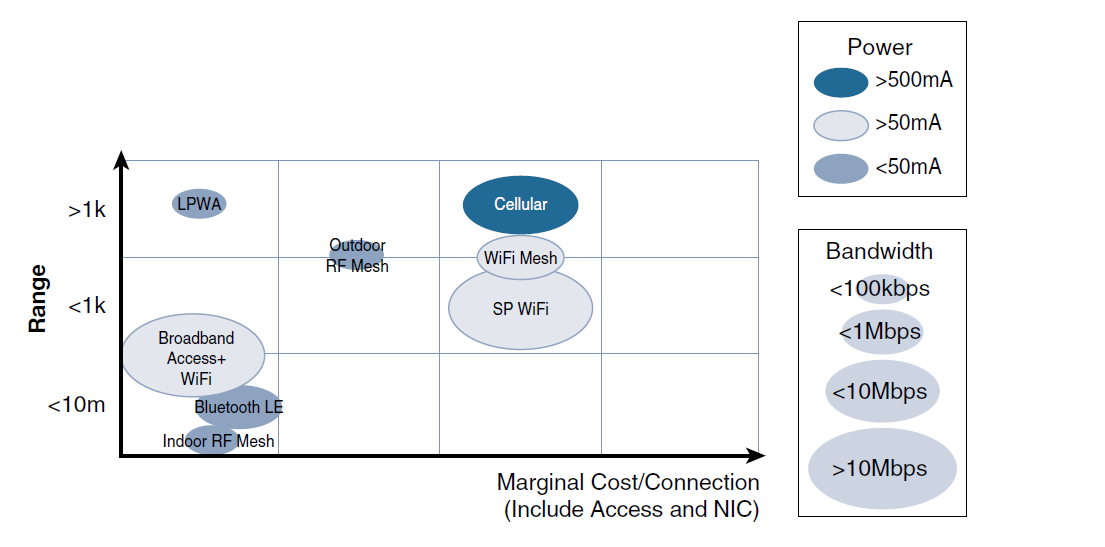 Power
>500mA
>50mA
<50mA
Bandwidth
<100kbps
<1Mbps
<10Mbps
>10Mbps
Range
>1k
<1k
<10m
LPWA
Outdoor
RF Mesh
Cellular
WiFi Mesh
SP WiFi
Broadband
Access+
WiFi
Bluetooth LE
Indoor RF Mesh
Marginal Cost/Connection
(Include Access and NIC)